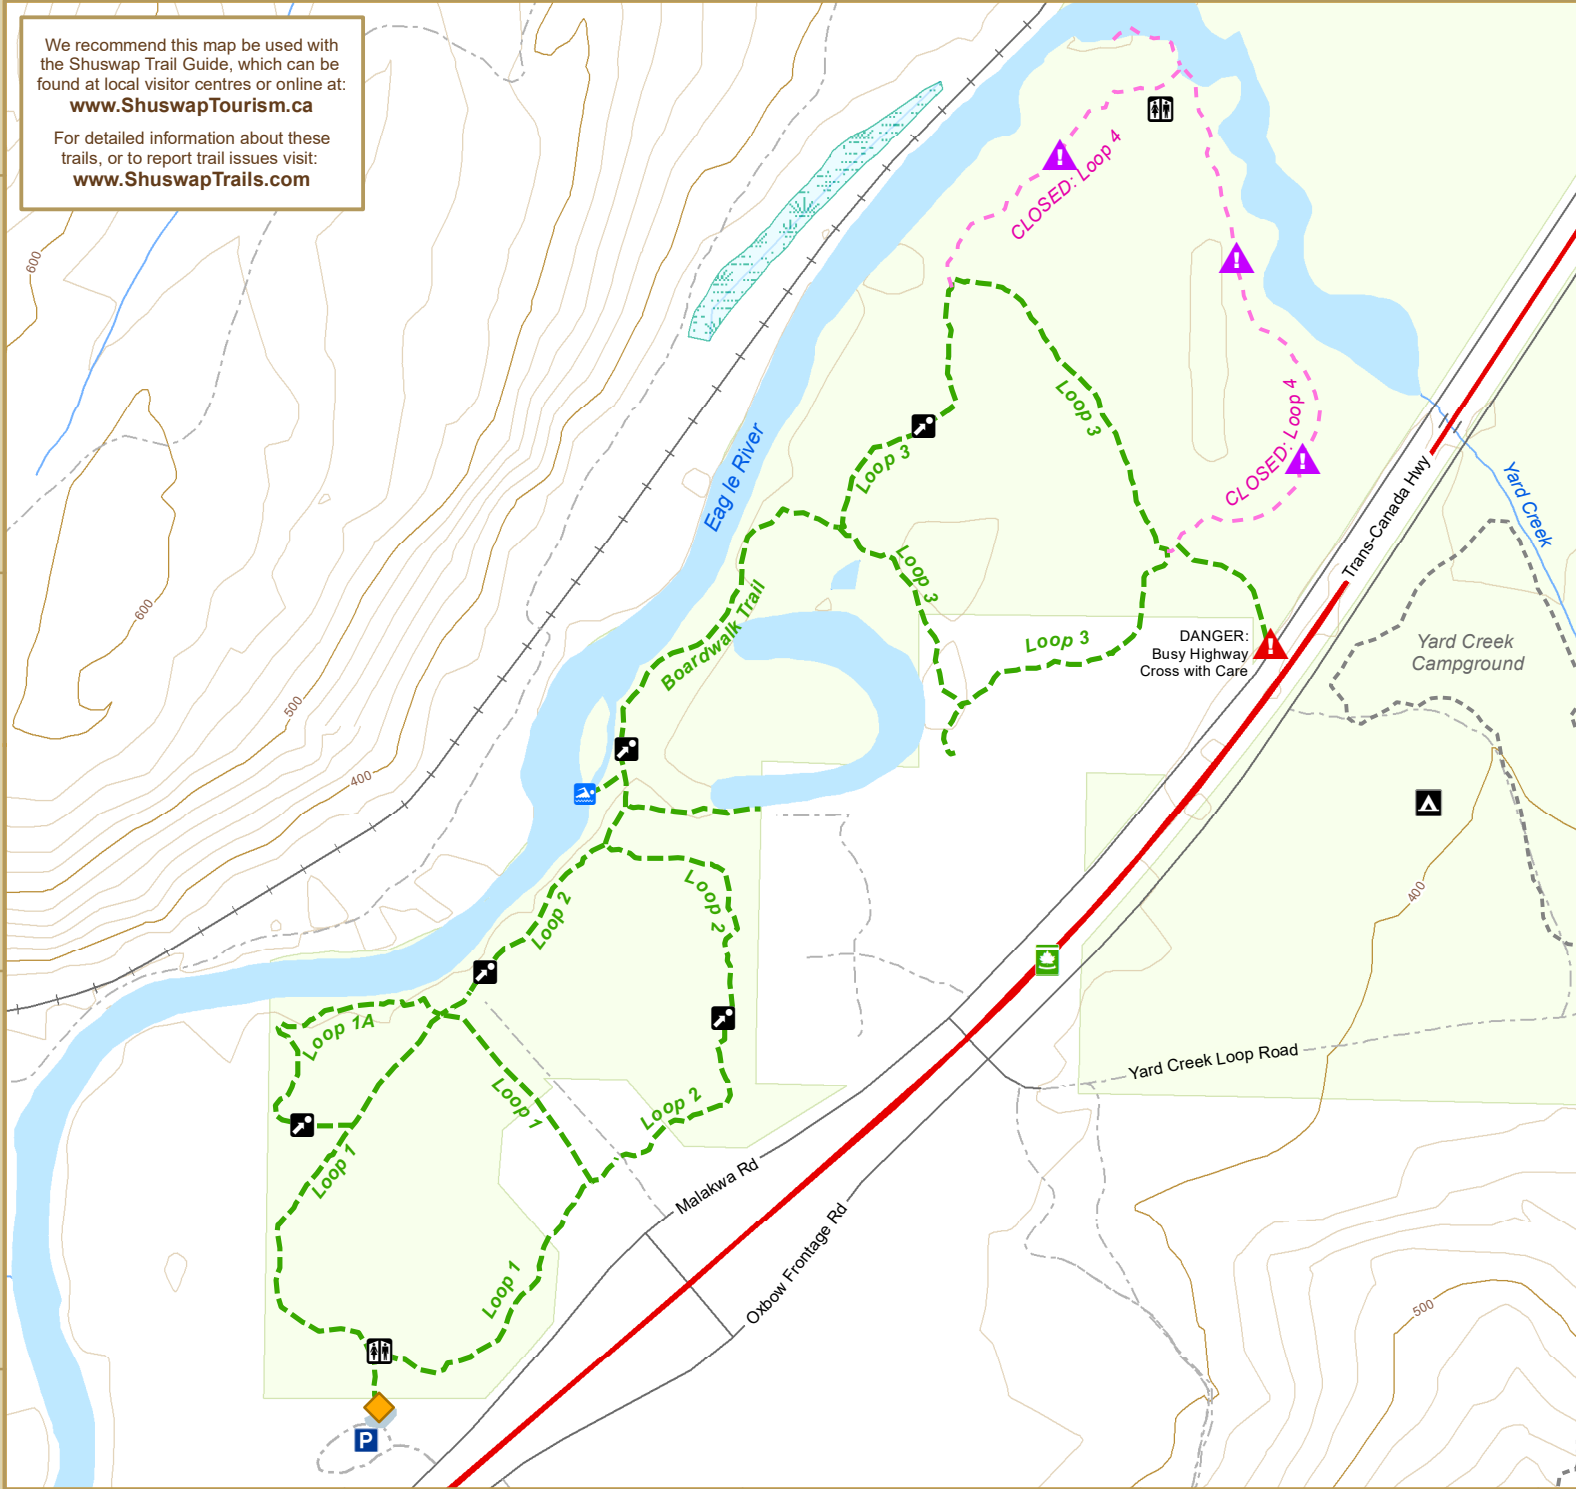 We recommend this map be used with
the Shuswap Trail Guide, which can be
found at local visitor centres or online at:
www.ShuswapTourism.ca
For detailed information about these
trails, or to report trail issues visit:
www.ShuswapTrails.com
CLOSED: Loop 4
600
Loop 3
CLOSED: Loop 4
Eag le River
Loop 3
Trans-Canada Hwy
Yard Creek
Loop 3
600
Boardwalk Trail
Loop 3
DANGER:
Busy Highway
Cross with Care
Yard Creek
Campground
500
400
Loop 2
Loop 2
400
Loop 1A
Yard Creek Loop Road
Loop 1
Loop 2
Loop 1
Malakwa Rd
Oxbow Frontage Rd
Loop 1
500
P